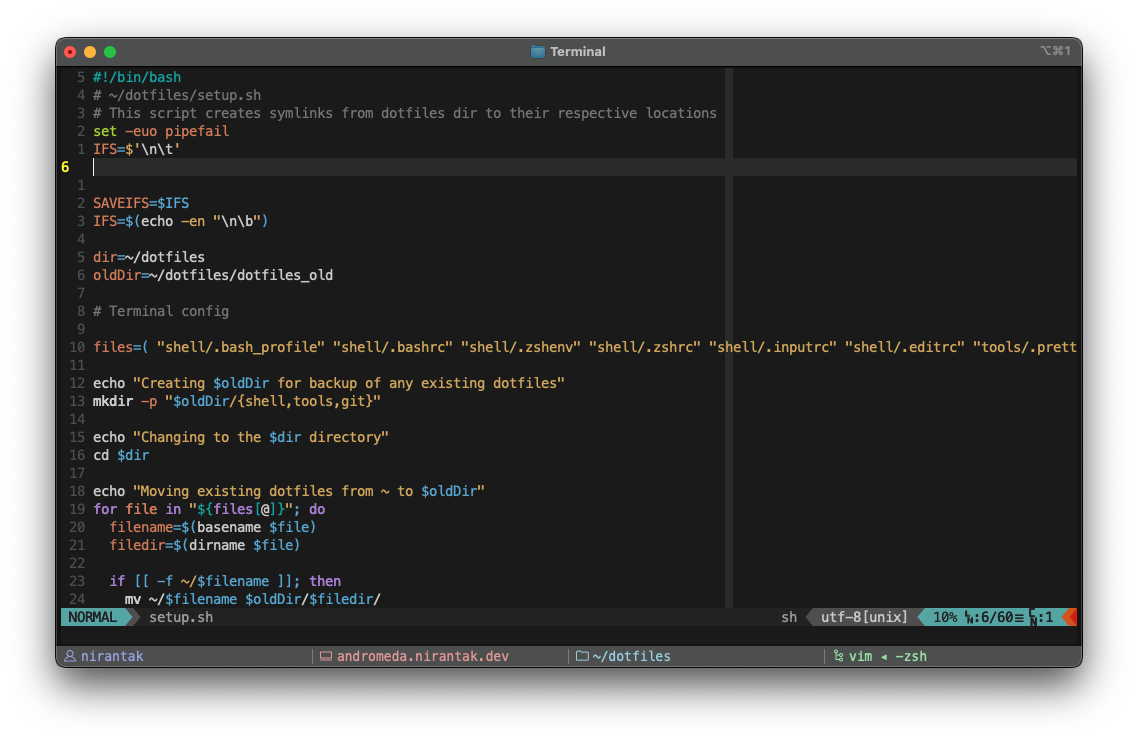 Terminal
⌥⌘1
5 #!/bin/bash
4 # ~/dotfiles/setup.sh
3 # This script creates symlinks from dotfiles dir to their respective locations
2 set -euo pipefail
1 IFS=$'\n\t'
6
1
2 SAVEIFS=$IFS
3 IFS=$(echo -en "\n\b")
4
5 dir=~/dotfiles
6 oldDir=~/dotfiles/dotfiles_old
7
8 # Terminal config
9
10 files=( "shell/.bash_profile" "shell/.bashrc" "shell/.zshenv" "shell/.zshrc" "shell/.inputrc" "shell/.editrc" "tools/.prett
11
12 echo "Creating $oldDir for backup of any existing dotfiles"
13 mkdir -p "$oldDir/{shell,tools,git}"
14
15 echo "Changing to the $dir directory"
16 cd $dir
17
18 echo "Moving existing dotfiles from ~ to $oldDir"
19 for file in "${files[@]}"; do
20   filename=$(basename $file)
21   filedir=$(dirname $file)
22
23   if [[ -f ~/$filename ]]; then
24     mv ~/$filename $oldDir/$filedir/
NORMAL setup.sh sh utf-8[unix] 10% ㏑:6/60≡ ℅:1
nirantak andromeda.nirantak.dev ~/dotfiles vim ◂ -zsh